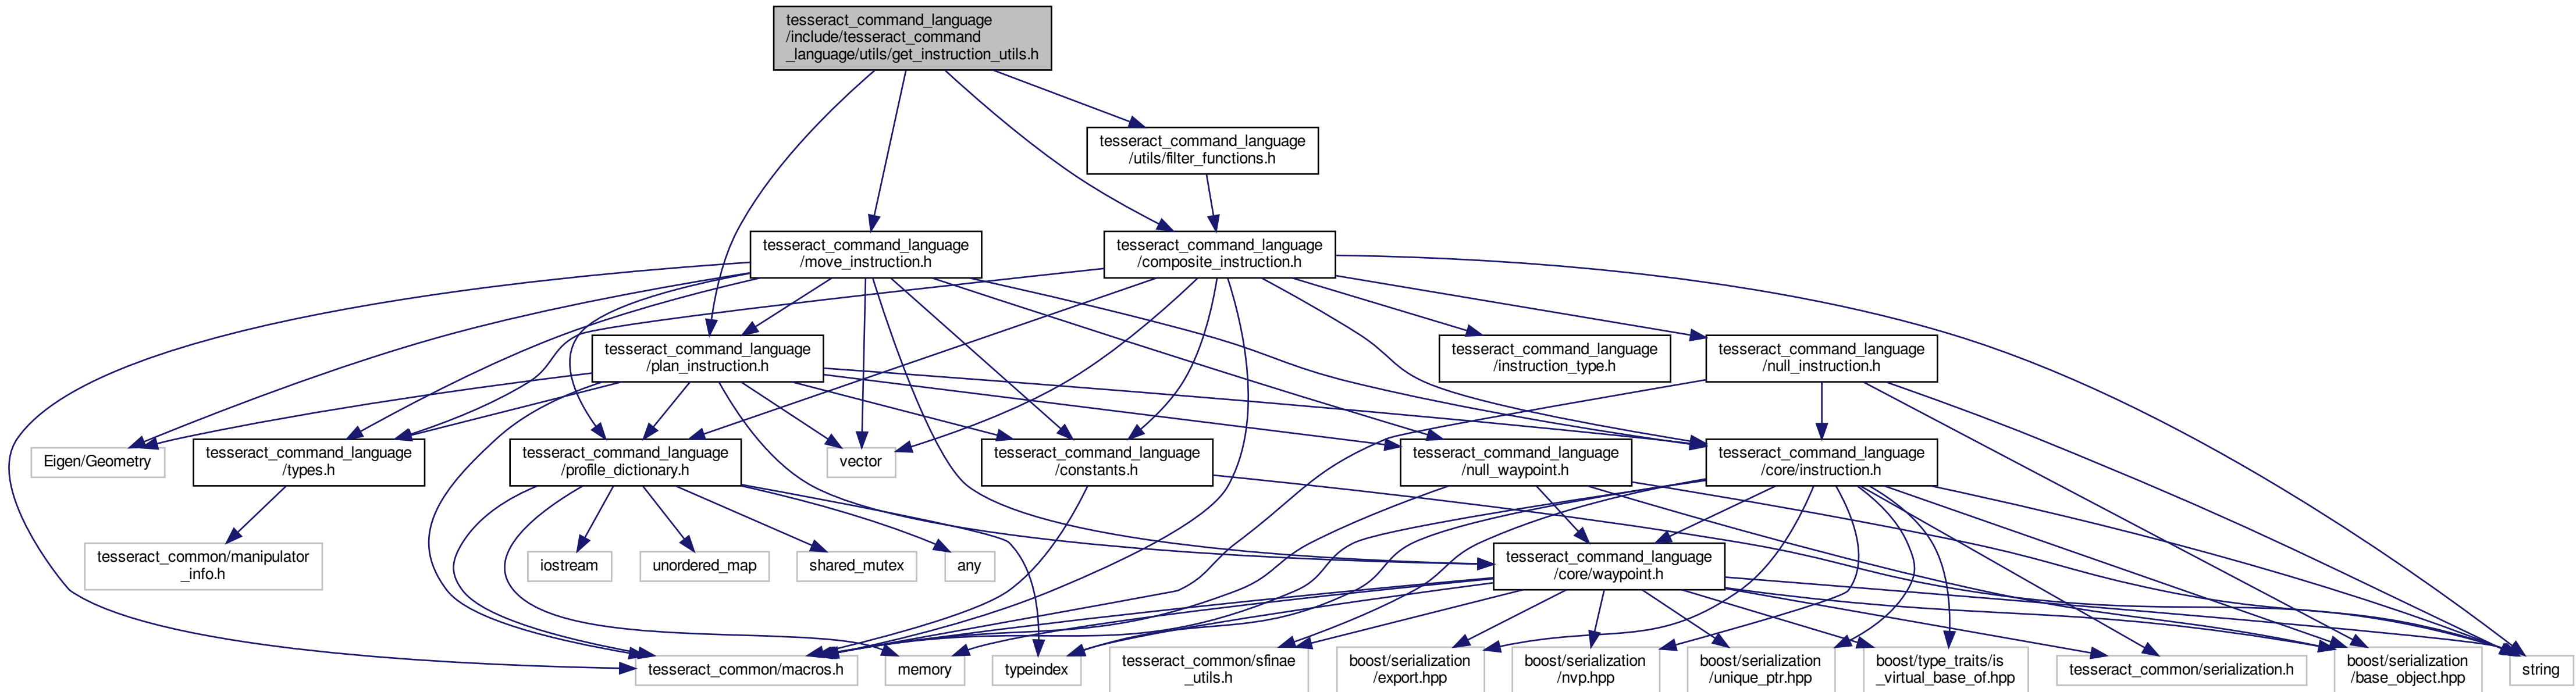 tesseract_command_language
/include/tesseract_command
_language/utils/get_instruction_utils.h
tesseract_command_language
/utils/filter_functions.h
tesseract_command_language
/move_instruction.h
tesseract_command_language
/composite_instruction.h
tesseract_command_language
/plan_instruction.h
tesseract_command_language
/instruction_type.h
tesseract_command_language
/null_instruction.h
Eigen/Geometry
tesseract_command_language
/types.h
tesseract_command_language
/profile_dictionary.h
vector
tesseract_command_language
/constants.h
tesseract_command_language
/null_waypoint.h
tesseract_command_language
/core/instruction.h
tesseract_common/manipulator
_info.h
iostream
unordered_map
shared_mutex
any
tesseract_command_language
/core/waypoint.h
tesseract_common/macros.h
memory
typeindex
tesseract_common/sfinae
_utils.h
boost/serialization
/export.hpp
boost/serialization
/nvp.hpp
boost/serialization
/unique_ptr.hpp
boost/type_traits/is
_virtual_base_of.hpp
tesseract_common/serialization.h
boost/serialization
/base_object.hpp
string